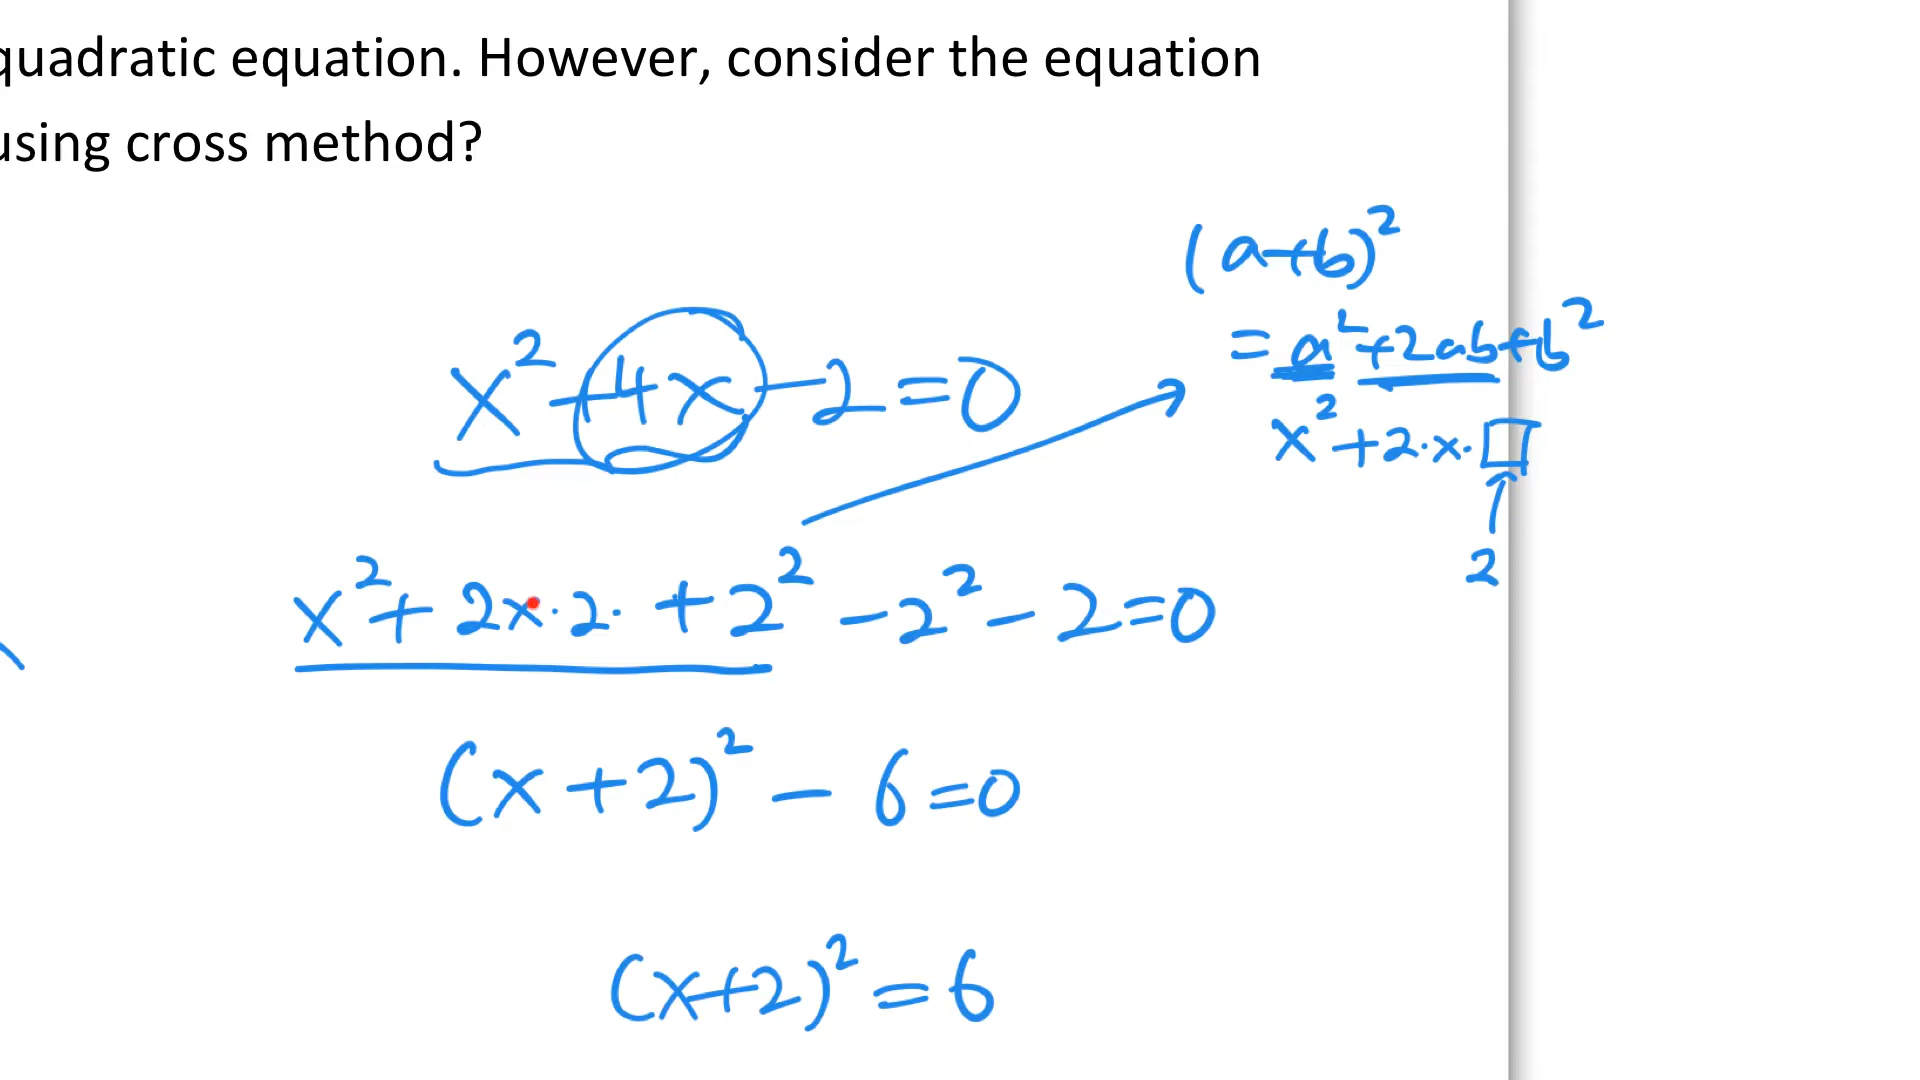 quadratic equation. However, consider the equation
using cross method?
(a+b)²
= a²+2ab+b²
x²+4x-2=0
x²+2·x·□
2
x²+ 2x·2· +2² -2²-2=0
(x+2)² - 6=0
(x+2)² = 6